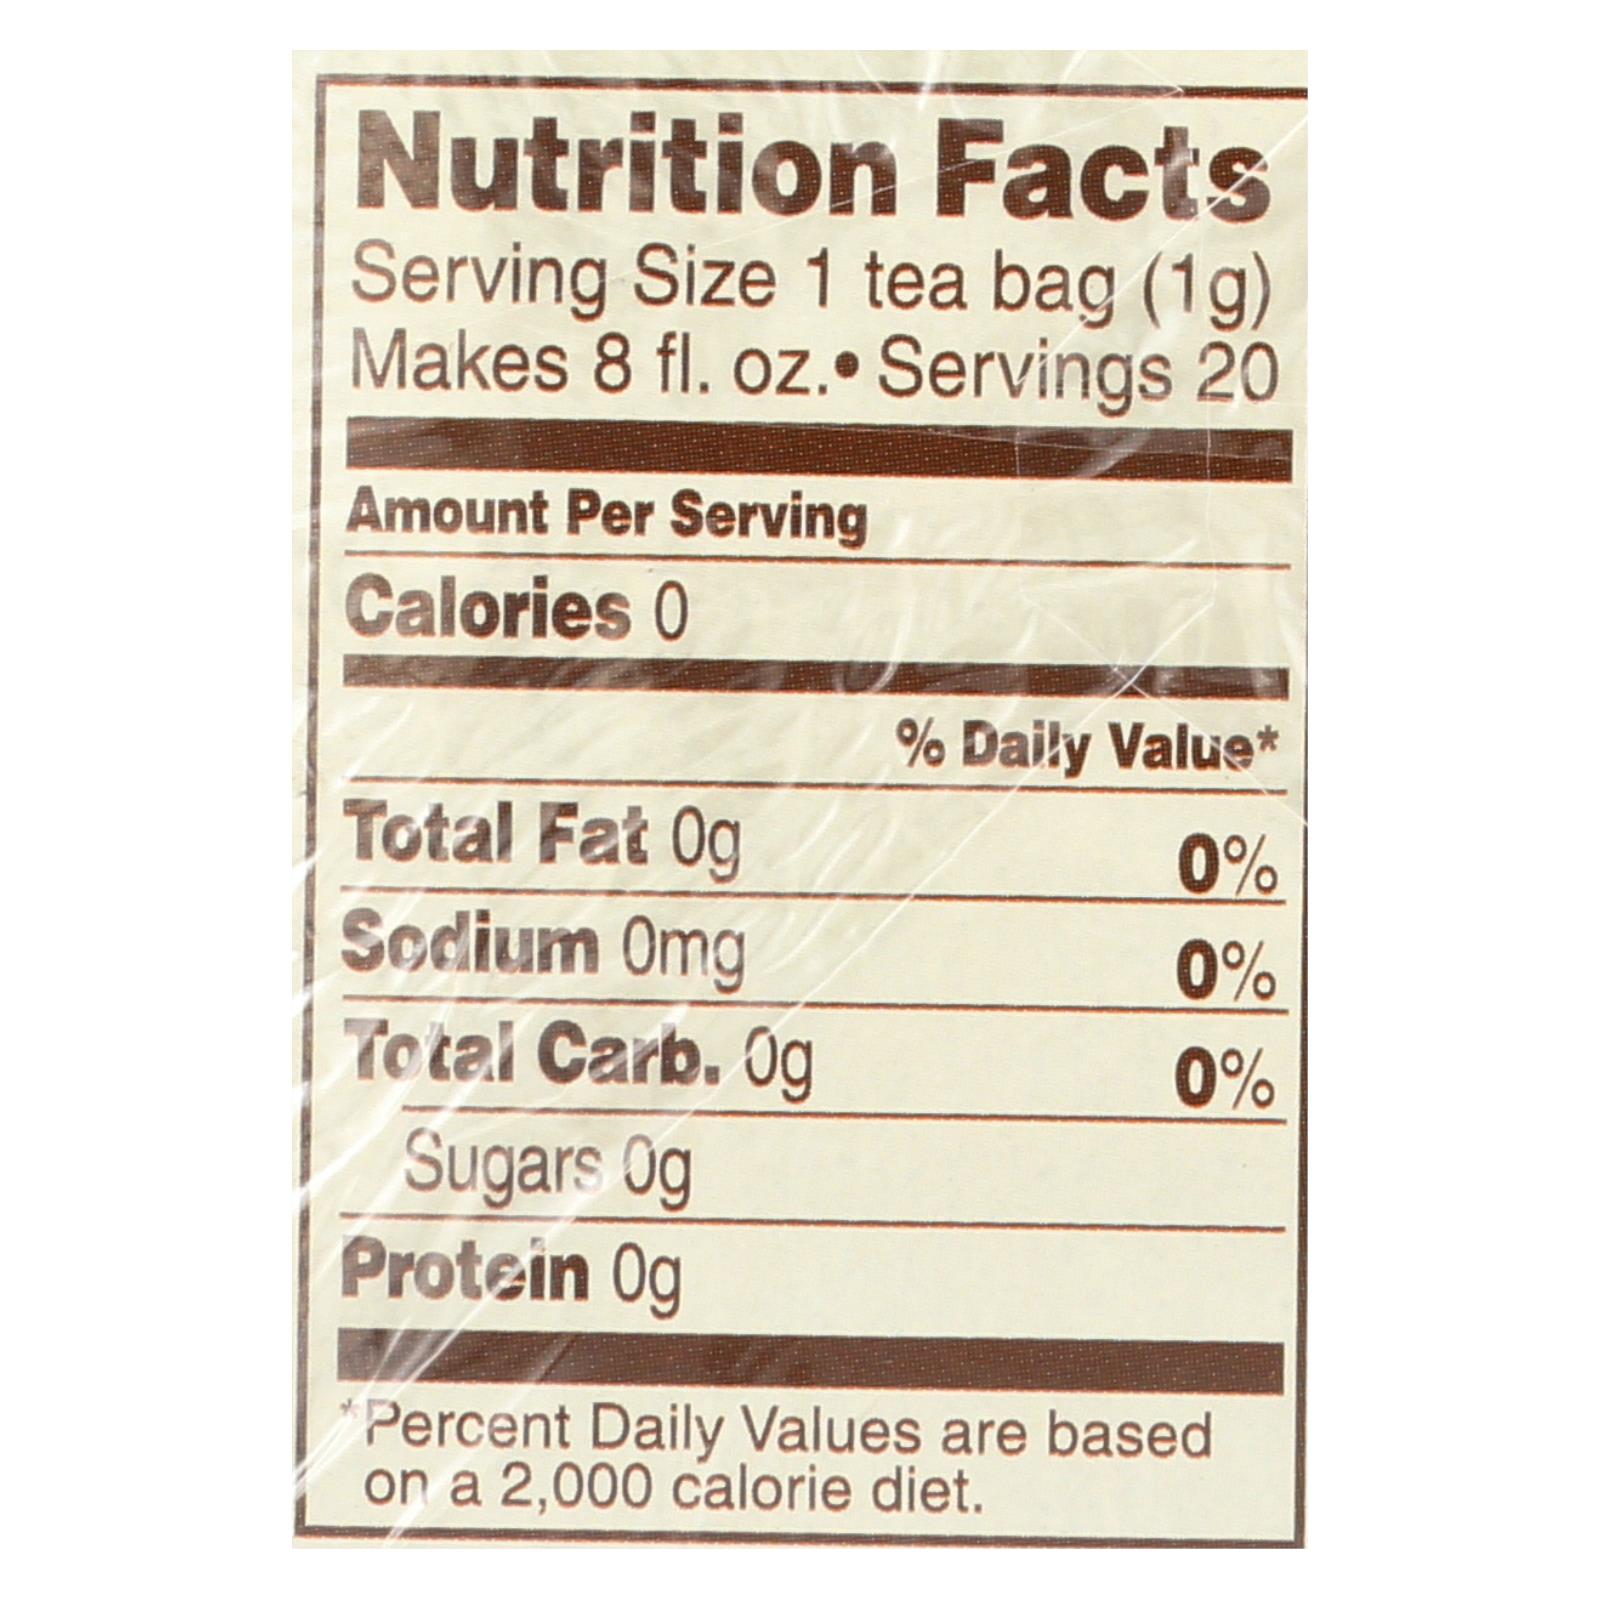 Nutrition Facts
Serving Size 1 tea bag (1g)
Makes 8 fl. oz.• Servings 20
Amount Per Serving
Calories 0
% Daily Value*
Total Fat 0g 0%
Sodium 0mg 0%
Total Carb. 0g 0%
Sugars 0g
Protein 0g
*Percent Daily Values are based
on a 2,000 calorie diet.